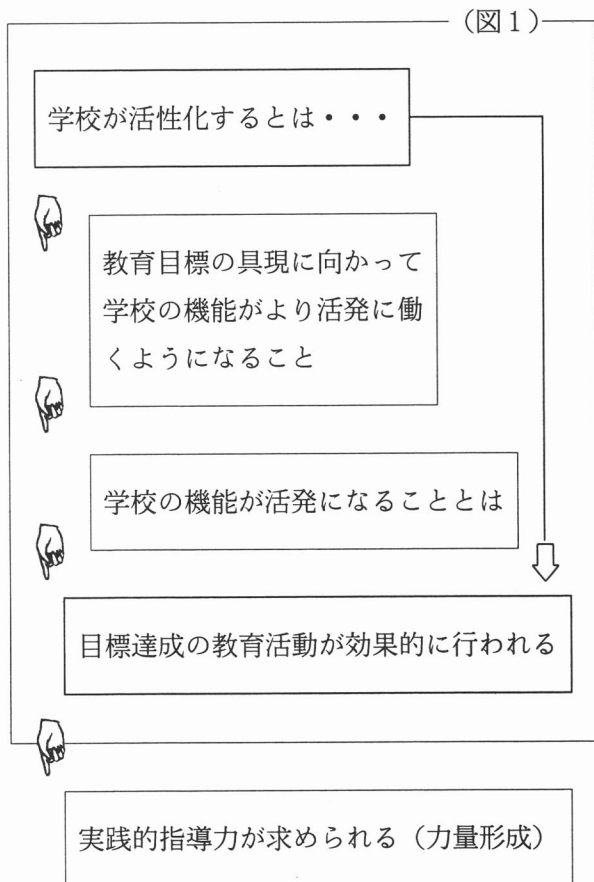 (図1)
学校が活性化するとは・・・
教育目標の具現に向かって
学校の機能がより活発に働
くようになること
学校の機能が活発になることとは
目標達成の教育活動が効果的に行われる
実践的指導力が求められる(力量形成)